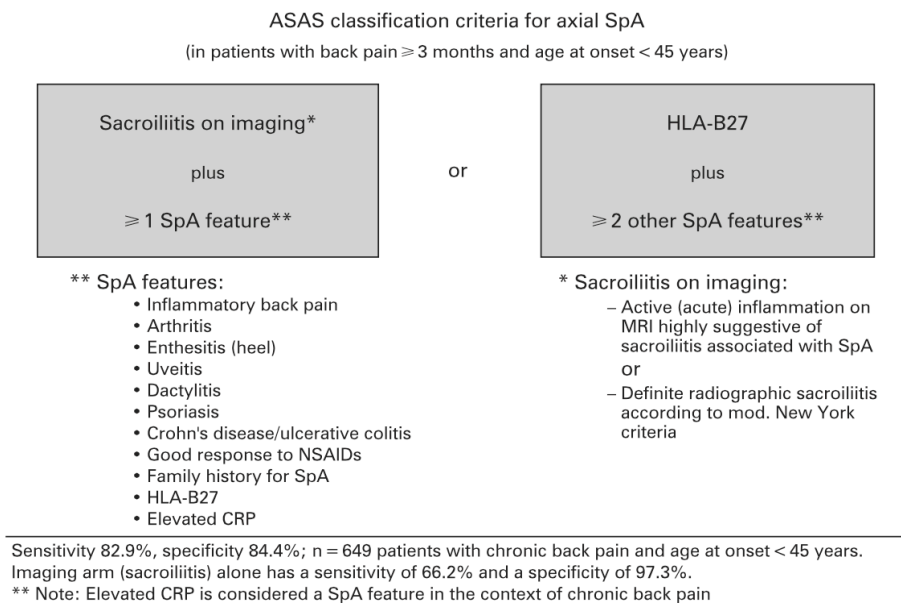 ASAS classification criteria for axial SpA
(in patients with back pain ⩾ 3 months and age at onset < 45 years)
Sacroiliitis on imaging*
plus
⩾ 1 SpA feature**
or
HLA-B27
plus
⩾ 2 other SpA features**
** SpA features:
• Inflammatory back pain
• Arthritis
• Enthesitis (heel)
• Uveitis
• Dactylitis
• Psoriasis
• Crohn's disease/ulcerative colitis
• Good response to NSAIDs
• Family history for SpA
• HLA-B27
• Elevated CRP
* Sacroiliitis on imaging:
– Active (acute) inflammation on
MRI highly suggestive of
sacroiliitis associated with SpA
or
– Definite radiographic sacroiliitis
according to mod. New York
criteria
Sensitivity 82.9%, specificity 84.4%; n = 649 patients with chronic back pain and age at onset < 45 years.
Imaging arm (sacroiliitis) alone has a sensitivity of 66.2% and a specificity of 97.3%.
** Note: Elevated CRP is considered a SpA feature in the context of chronic back pain